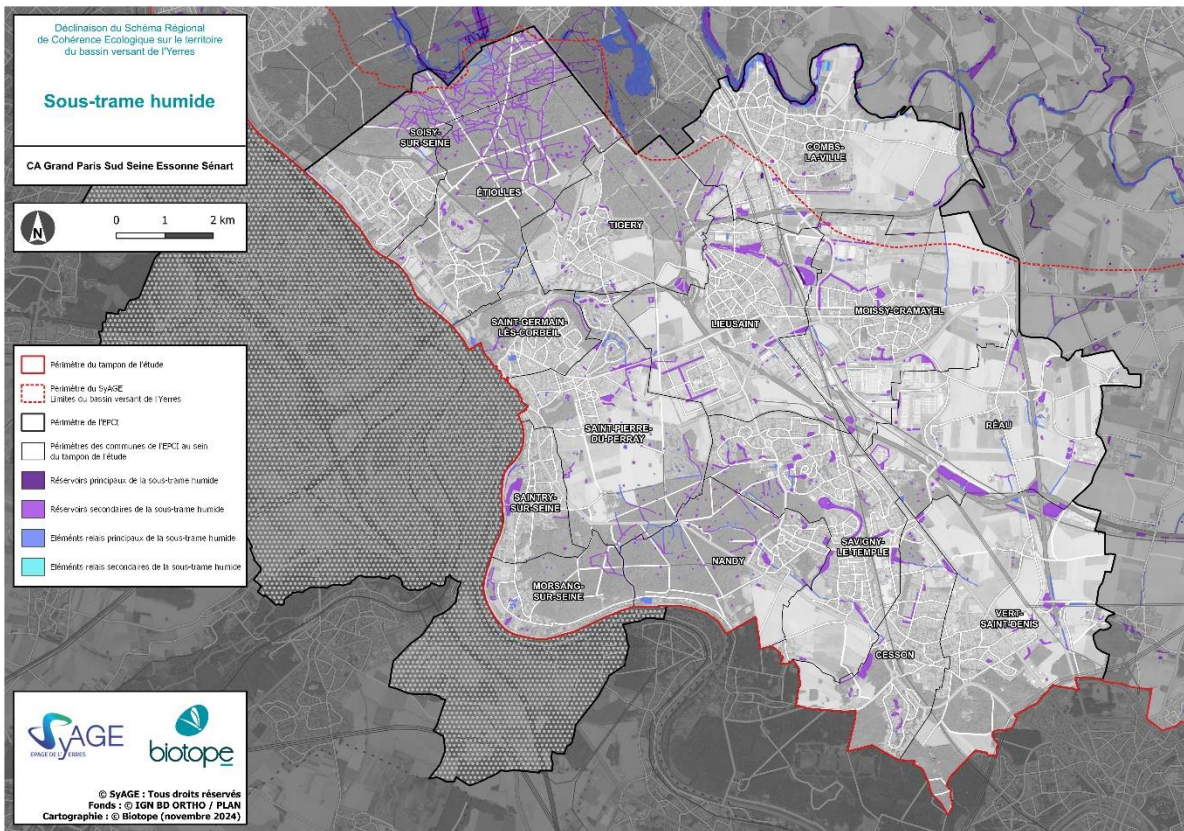 Déclinaison du Schéma Régional
de Cohérence Ecologique sur le territoire
du bassin versant de l'Yerres
Sous-trame humide
CA Grand Paris Sud Seine Essonne Sénart
N
0 1 2 km
Périmètre du tampon de l'étude
Périmètre du SyAGE
Limites du bassin versant de l'Yerres
Périmètre de l'EPCI
Périmètres des communes de l'EPCI au sein
du tampon de l'étude
Réservoirs principaux de la sous-trame humide
Réservoirs secondaires de la sous-trame humide
Eléments relais principaux de la sous-trame humide
Eléments relais secondaires de la sous-trame humide
SyAGE
EPAGE DE L'YERRES
biotope
© SyAGE : Tous droits réservés
Fonds : © IGN BD ORTHO / PLAN
Cartographie : © Biotope (novembre 2024)
SOISY-
SUR-SEINE
ÉTIOLLES
TIGERY
COMBS-
LA-VILLE
SAINT-GERMAIN-
LÈS-CORBEIL
LIEUSAINT
MOISSY-CRAMAYEL
SAINT-PIERRE-
DU-PERRAY
RÉAU
SAINTRY-
SUR-SEINE
SAVIGNY-
LE-TEMPLE
NANDY
MORSANG-
SUR-SEINE
VERT-
SAINT-DENIS
CESSON